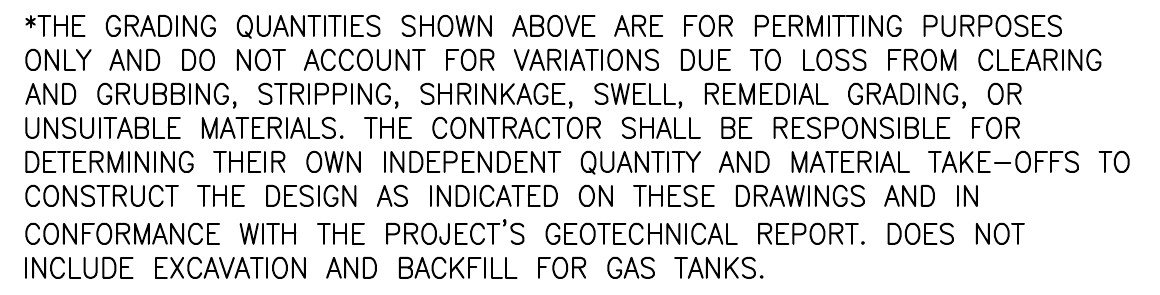 *THE GRADING QUANTITIES SHOWN ABOVE ARE FOR PERMITTING PURPOSES
ONLY AND DO NOT ACCOUNT FOR VARIATIONS DUE TO LOSS FROM CLEARING
AND GRUBBING, STRIPPING, SHRINKAGE, SWELL, REMEDIAL GRADING, OR
UNSUITABLE MATERIALS. THE CONTRACTOR SHALL BE RESPONSIBLE FOR
DETERMINING THEIR OWN INDEPENDENT QUANTITY AND MATERIAL TAKE-OFFS TO
CONSTRUCT THE DESIGN AS INDICATED ON THESE DRAWINGS AND IN
CONFORMANCE WITH THE PROJECT'S GEOTECHNICAL REPORT. DOES NOT
INCLUDE EXCAVATION AND BACKFILL FOR GAS TANKS.